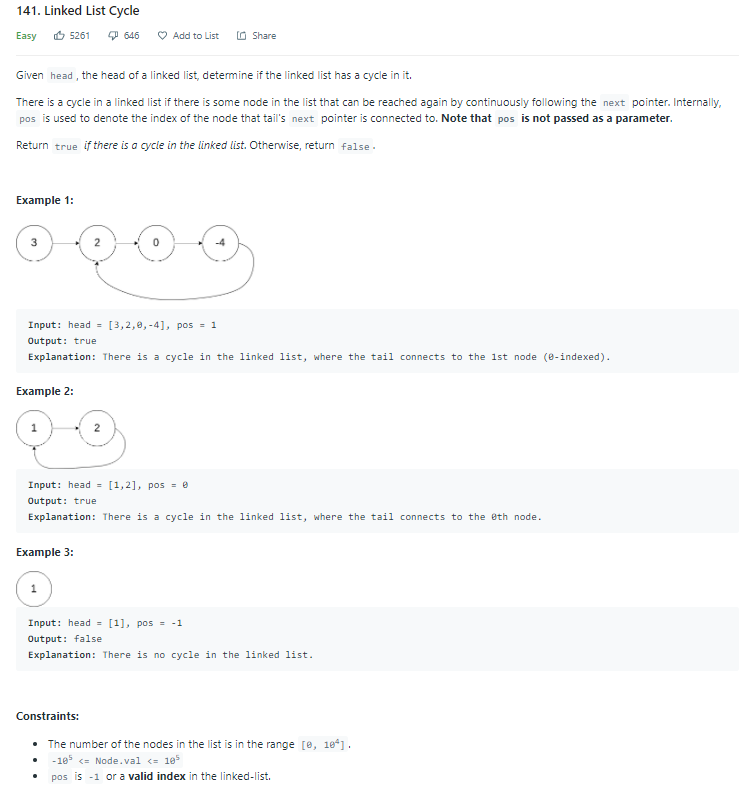 141. Linked List Cycle
Easy 5261 646 Add to List Share
Given head, the head of a linked list, determine if the linked list has a cycle in it.
There is a cycle in a linked list if there is some node in the list that can be reached again by continuously following the next pointer. Internally,
pos is used to denote the index of the node that tail's next pointer is connected to. Note that pos is not passed as a parameter.
Return true if there is a cycle in the linked list. Otherwise, return false.
Example 1:
3 2 0 -4
Input: head = [3,2,0,-4], pos = 1
Output: true
Explanation: There is a cycle in the linked list, where the tail connects to the 1st node (0-indexed).
Example 2:
1 2
Input: head = [1,2], pos = 0
Output: true
Explanation: There is a cycle in the linked list, where the tail connects to the 0th node.
Example 3:
1
Input: head = [1], pos = -1
Output: false
Explanation: There is no cycle in the linked list.
Constraints:
• The number of the nodes in the list is in the range [0, 10⁴].
• -10⁵ <= Node.val <= 10⁵
• pos is -1 or a valid index in the linked-list.